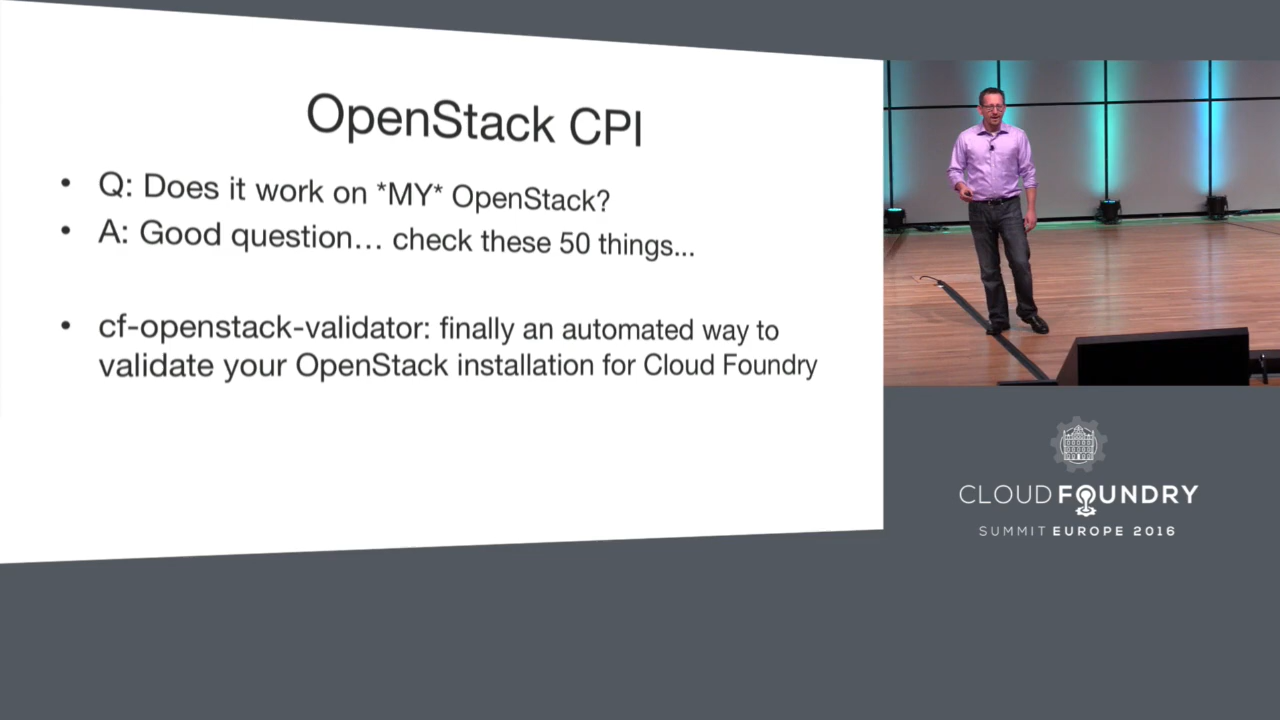 OpenStack CPI
• Q: Does it work on *MY* OpenStack?
• A: Good question… check these 50 things...
• cf-openstack-validator: finally an automated way to
validate your OpenStack installation for Cloud Foundry
CLOUD FOUNDRY
SUMMIT EUROPE 2016